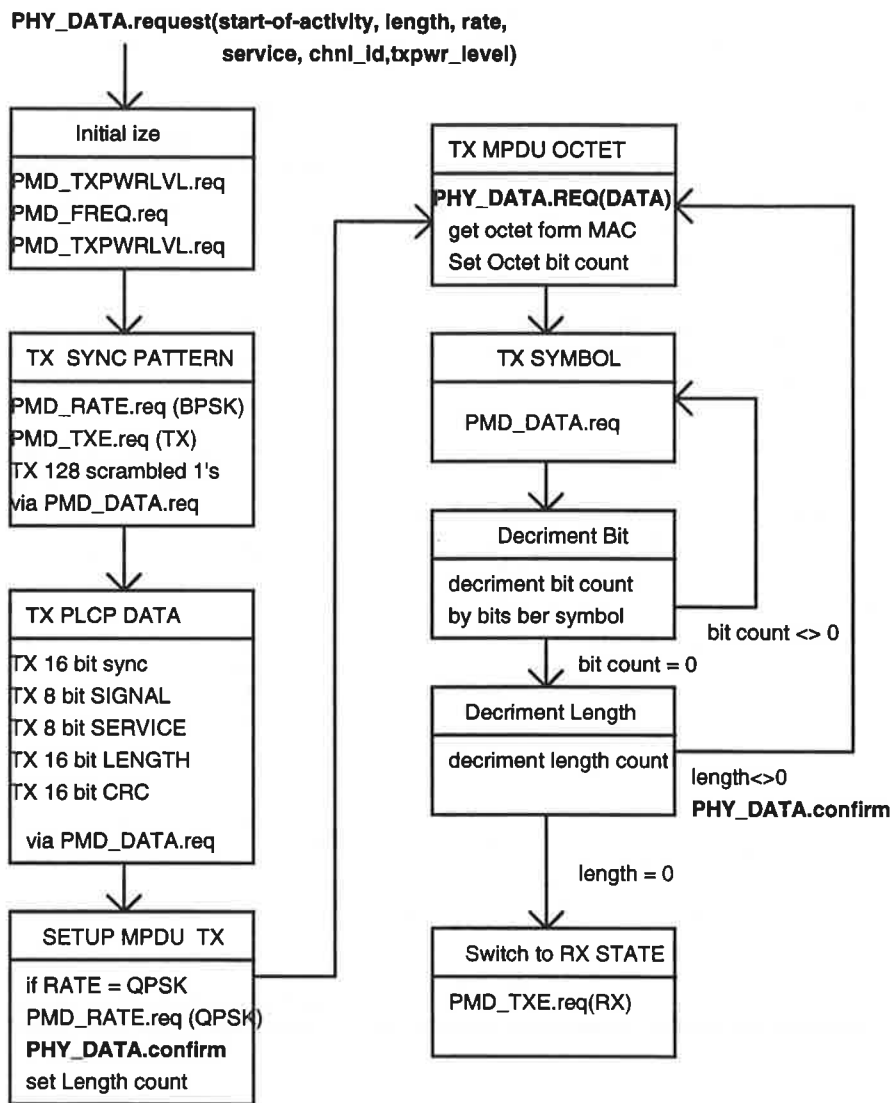 PHY_DATA.request(start-of-activity, length, rate,
service, chnl_id,txpwr_level)
Initial ize
PMD_TXPWRLVL.req
PMD_FREQ.req
PMD_TXPWRLVL.req
TX SYNC PATTERN
PMD_RATE.req (BPSK)
PMD_TXE.req (TX)
TX 128 scrambled 1's
via PMD_DATA.req
TX PLCP DATA
TX 16 bit sync
TX 8 bit SIGNAL
TX 8 bit SERVICE
TX 16 bit LENGTH
TX 16 bit CRC
via PMD_DATA.req
SETUP MPDU TX
if RATE = QPSK
PMD_RATE.req (QPSK)
PHY_DATA.confirm
set Length count
TX MPDU OCTET
PHY_DATA.REQ(DATA)
get octet form MAC
Set Octet bit count
TX SYMBOL
PMD_DATA.req
Decriment Bit
decriment bit count
by bits ber symbol
bit count <> 0
bit count = 0
Decriment Length
decriment length count
length<>0
PHY_DATA.confirm
length = 0
Switch to RX STATE
PMD_TXE.req(RX)